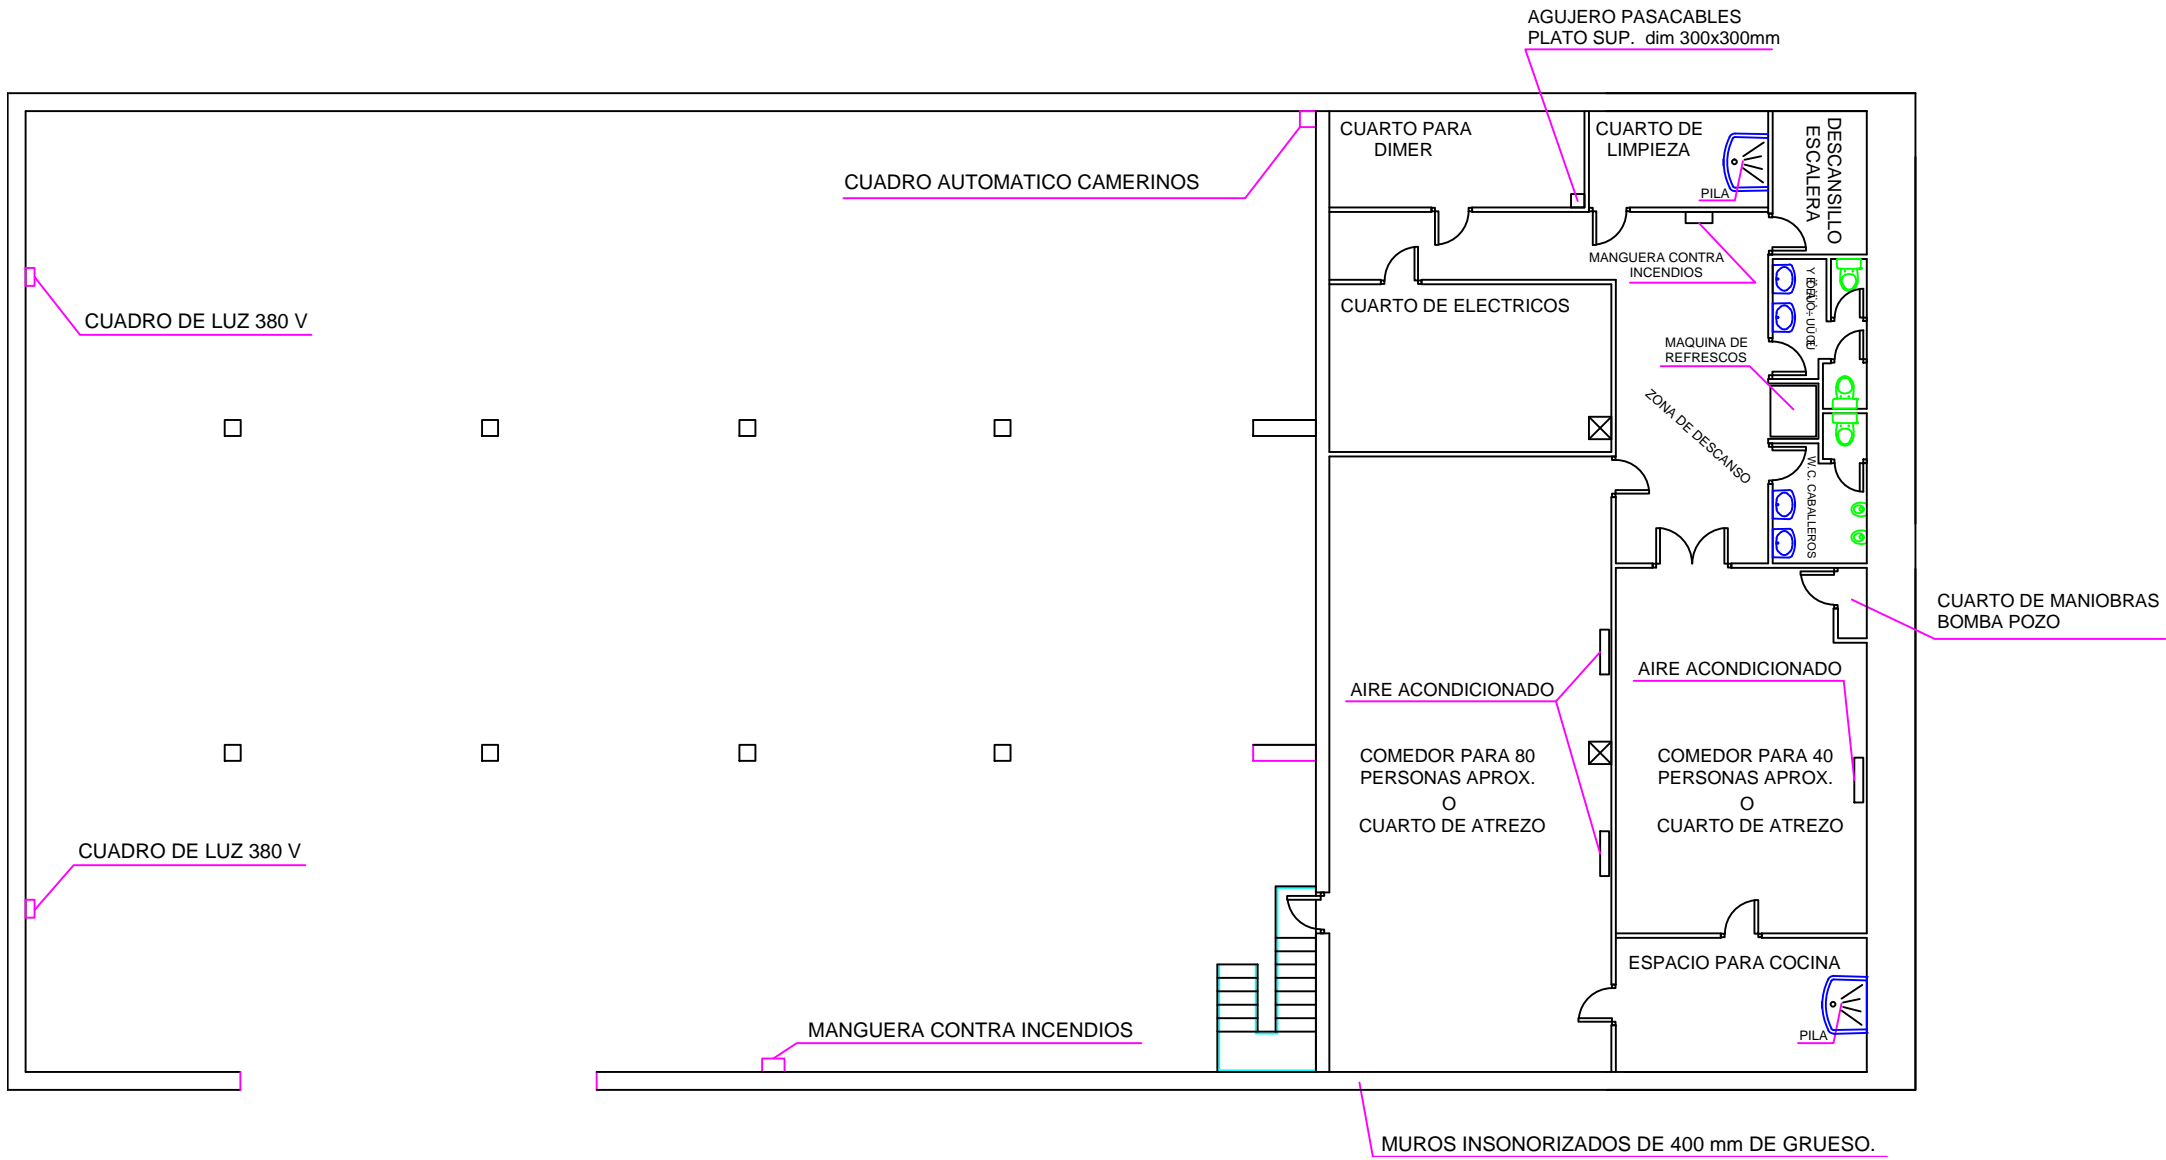 AGUJERO PASACABLES
PLATO SUP. dim 300x300mm
CUARTO PARA
DIMER
CUARTO DE
LIMPIEZA
PILA
DESCANSILLO
ESCALERA
CUADRO AUTOMATICO CAMERINOS
MANGUERA CONTRA
INCENDIOS
CUADRO DE LUZ 380 V
CUARTO DE ELECTRICOS
MAQUINA DE
REFRESCOS
ZONA DE DESCANSO
W.C. CABALLEROS
CUARTO DE MANIOBRAS
BOMBA POZO
AIRE ACONDICIONADO
AIRE ACONDICIONADO
COMEDOR PARA 80
PERSONAS APROX.
O
CUARTO DE ATREZO
COMEDOR PARA 40
PERSONAS APROX.
O
CUARTO DE ATREZO
CUADRO DE LUZ 380 V
ESPACIO PARA COCINA
PILA
MANGUERA CONTRA INCENDIOS
MUROS INSONORIZADOS DE 400 mm DE GRUESO.